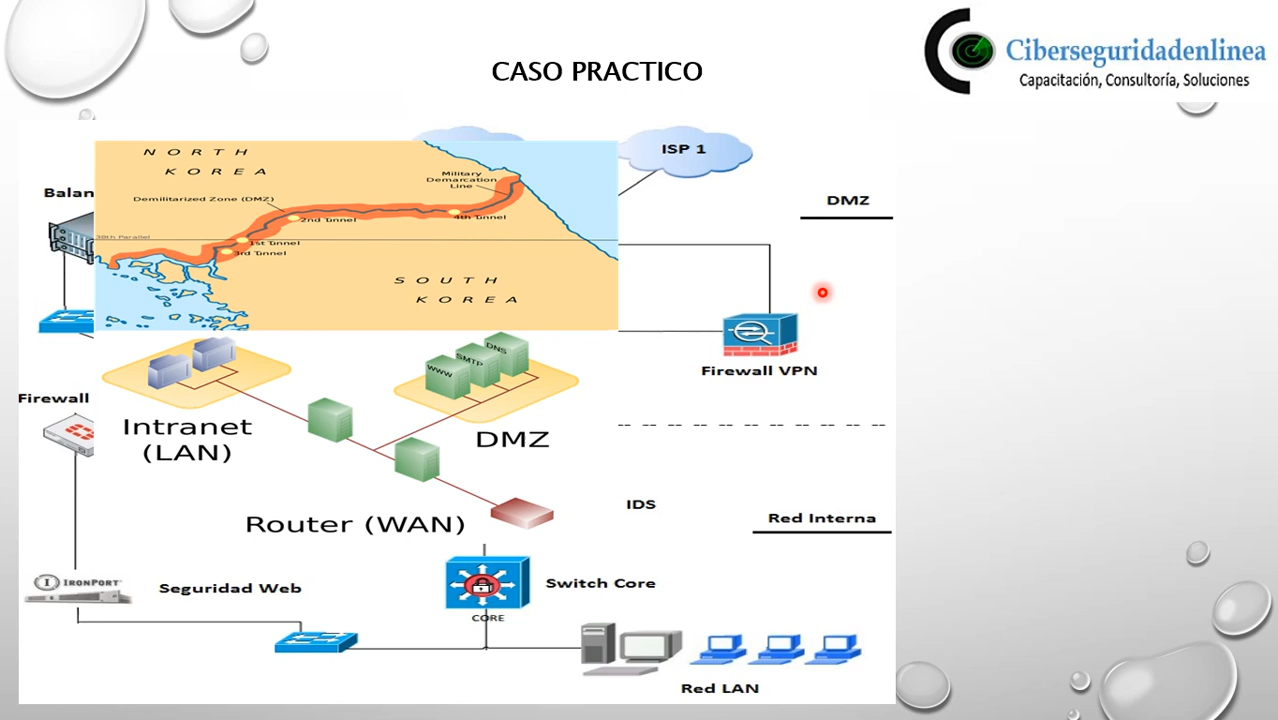 CASO PRACTICO
Ciberseguridadenlinea
Capacitación, Consultoría, Soluciones
ISP 1
NORTH
KOREA
Military
Demarcation
Line
Demilitarized Zone (DMZ)
2nd Tunnel
4th Tunnel
38th Parallel
1st Tunnel
3rd Tunnel
SOUTH
KOREA
Balan
DMZ
Firewall VPN
Firewall
WWW
SMTP
DNS
Intranet
(LAN)
DMZ
Router (WAN)
IDS
Red Interna
IRONPORT
Seguridad Web
Switch Core
CORE
Red LAN